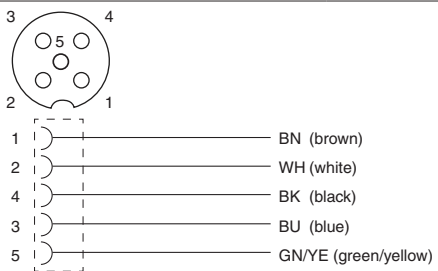 3 4
5
2 1
1 BN (brown)
2 WH (white)
4 BK (black)
3 BU (blue)
5 GN/YE (green/yellow)